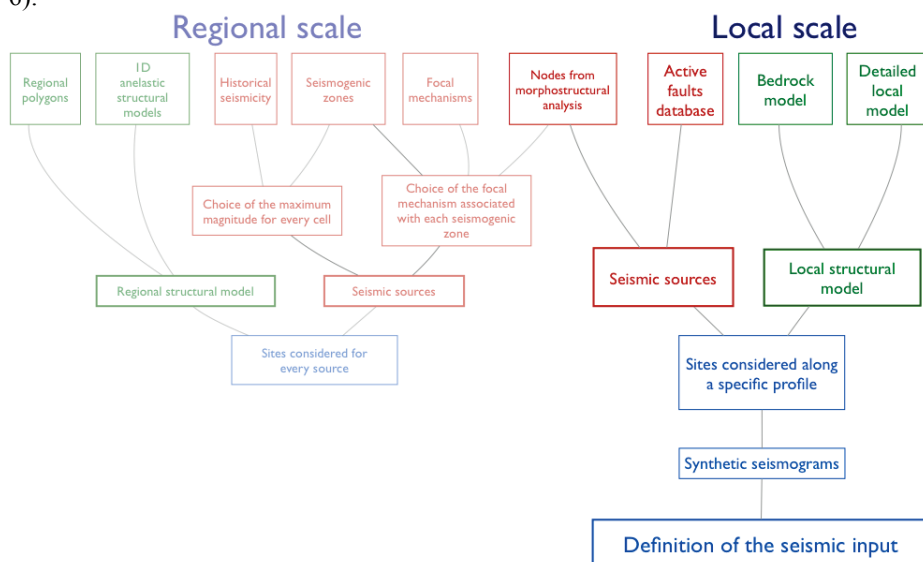 6).
Regional scale
Local scale
Regional
polygons
1D
anelastic
structural
models
Historical
seismicity
Seismogenic
zones
Focal
mechanisms
Nodes from
morphostructural
analysis
Active
faults
database
Bedrock
model
Detailed
local
model
Choice of the maximum
magnitude for every cell
Choice of the focal
mechanism associated
with each seismogenic
zone
Regional structural model
Seismic sources
Seismic sources
Local structural
model
Sites considered for
every source
Sites considered along
a specific profile
Synthetic seismograms
Definition of the seismic input